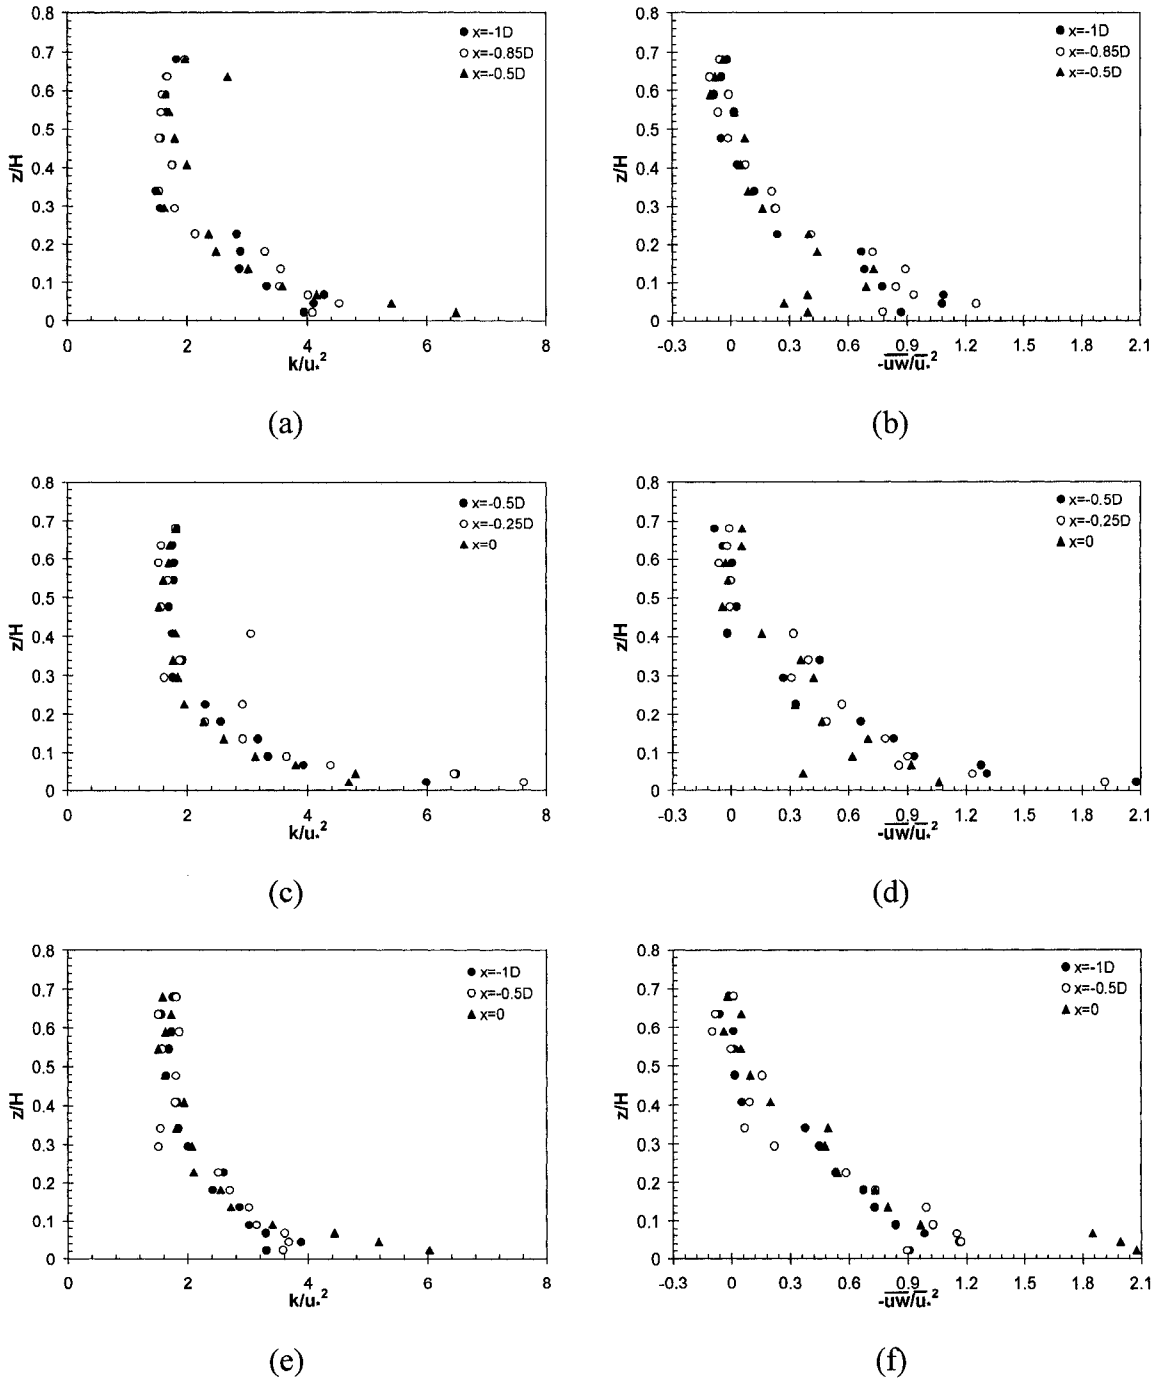 0.8
0.7
0.6
0.5
0.4
0.3
0.2
0.1
0
z/H
0 2 4 6 8
k/u*²
x=-1D
x=-0.85D
x=-0.5D
(a)
0.8
0.7
0.6
0.5
0.4
0.3
0.2
0.1
0
z/H
-0.3 0 0.3 0.6 0.9 1.2 1.5 1.8 2.1
-uw/u*²
x=-1D
x=-0.85D
x=-0.5D
(b)
0.8
0.7
0.6
0.5
0.4
0.3
0.2
0.1
0
z/H
0 2 4 6 8
k/u*²
x=-0.5D
x=-0.25D
x=0
(c)
0.8
0.7
0.6
0.5
0.4
0.3
0.2
0.1
0
z/H
-0.3 0 0.3 0.6 0.9 1.2 1.5 1.8 2.1
-uw/u*²
x=-0.5D
x=-0.25D
x=0
(d)
0.8
0.7
0.6
0.5
0.4
0.3
0.2
0.1
0
z/H
0 2 4 6 8
k/u*²
x=-1D
x=-0.5D
x=0
(e)
0.8
0.7
0.6
0.5
0.4
0.3
0.2
0.1
0
z/H
-0.3 0 0.3 0.6 0.9 1.2 1.5 1.8 2.1
-uw/u*²
x=-1D
x=-0.5D
x=0
(f)